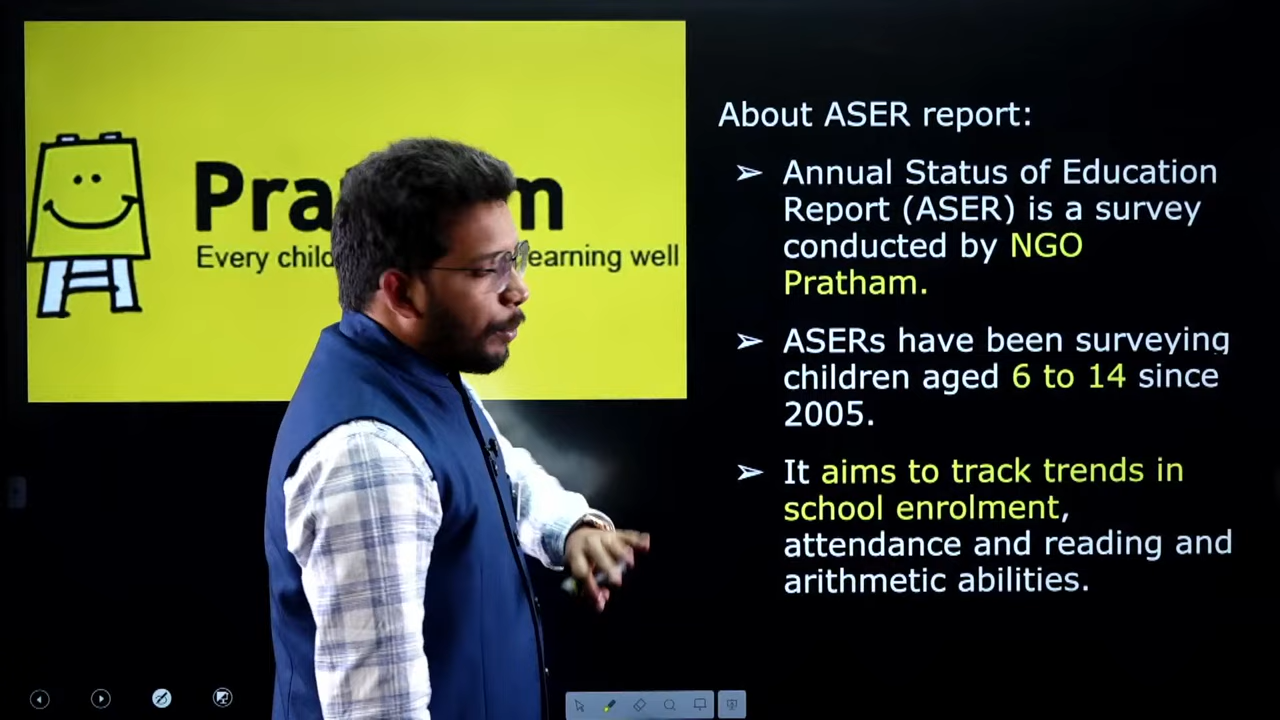 Pra m
Every child learning well
About ASER report:
➢ Annual Status of Education
Report (ASER) is a survey
conducted by NGO
Pratham.
➢ ASERs have been surveying
children aged 6 to 14 since
2005.
➢ It aims to track trends in
school enrolment,
attendance and reading and
arithmetic abilities.